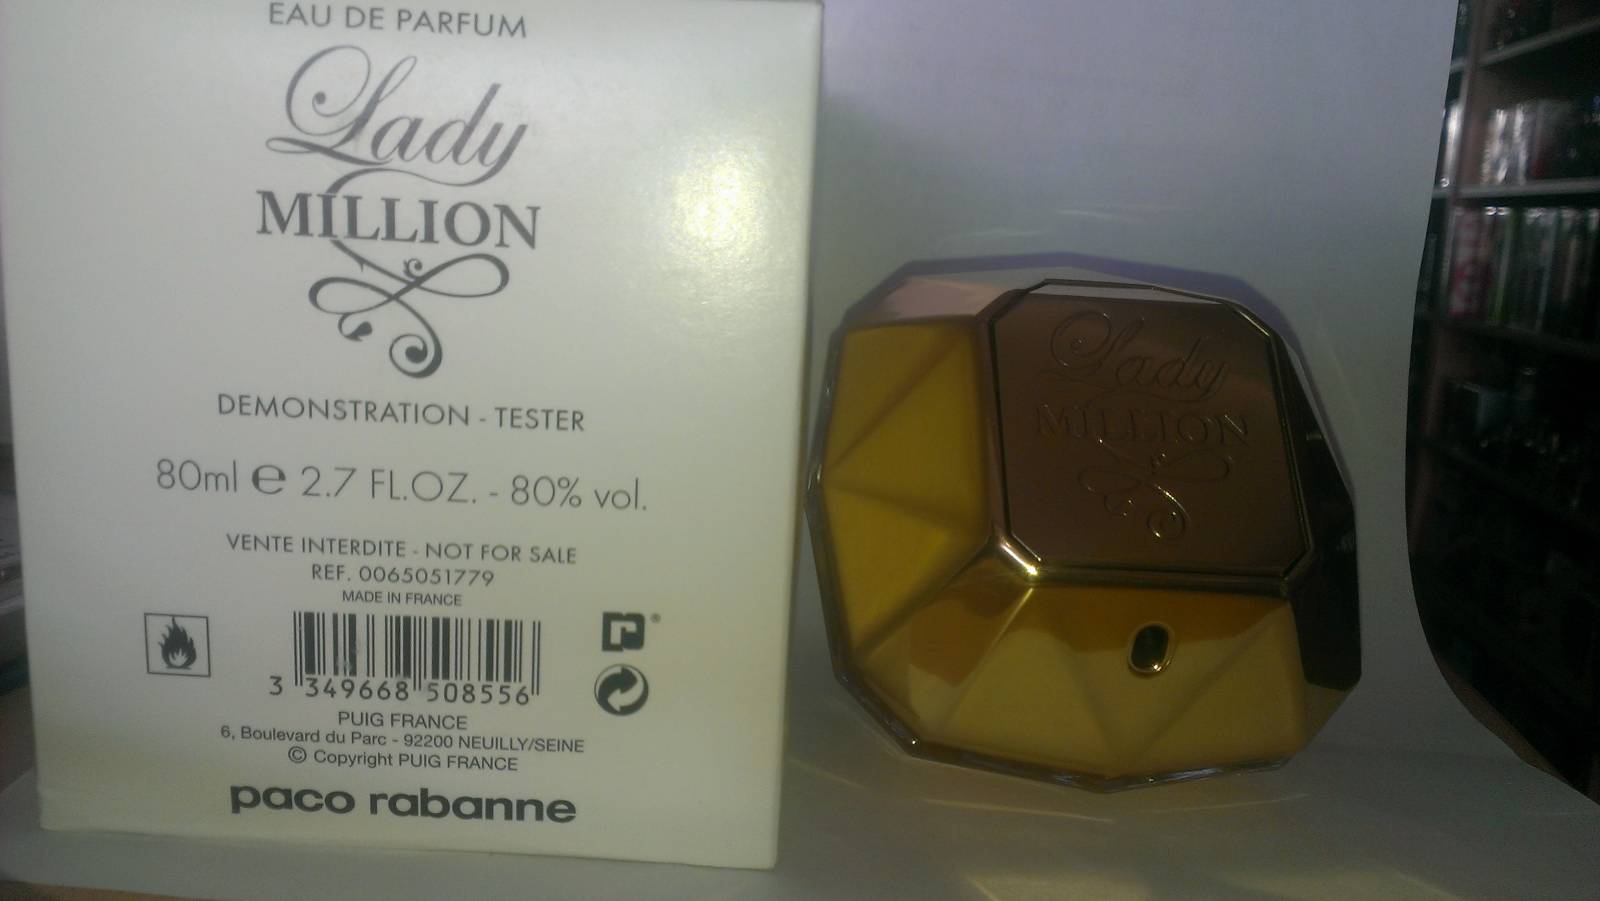 EAU DE PARFUM
Lady
MILLION
DEMONSTRATION - TESTER
80ml e 2.7 FL.OZ. - 80% vol.
VENTE INTERDITE - NOT FOR SALE
REF. 0065051779
MADE IN FRANCE
3 349668 508556
PUIG FRANCE
6, Boulevard du Parc - 92200 NEUILLY/SEINE
© Copyright PUIG FRANCE
paco rabanne
Lady
MILLION